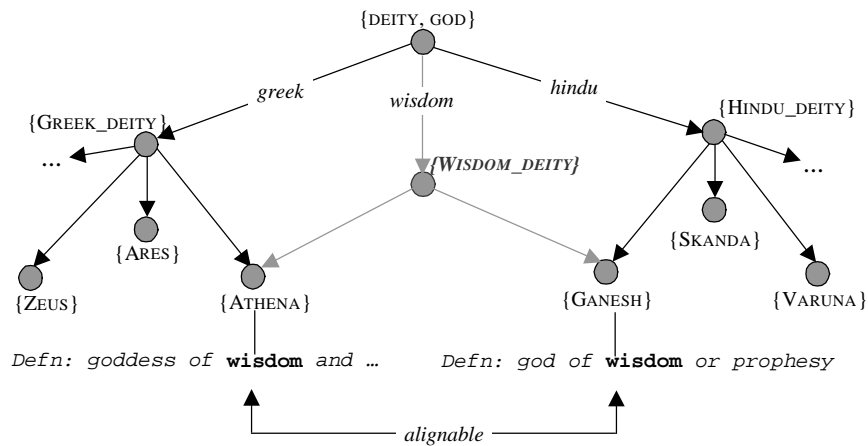 {DEITY, GOD}
greek
wisdom
hindu
{GREEK_DEITY}
{HINDU_DEITY}
...
{WISDOM_DEITY}
...
{ARES}
{SKANDA}
{ZEUS}
{ATHENA}
{GANESH}
{VARUNA}
Defn: goddess of wisdom and …
Defn: god of wisdom or prophesy
alignable